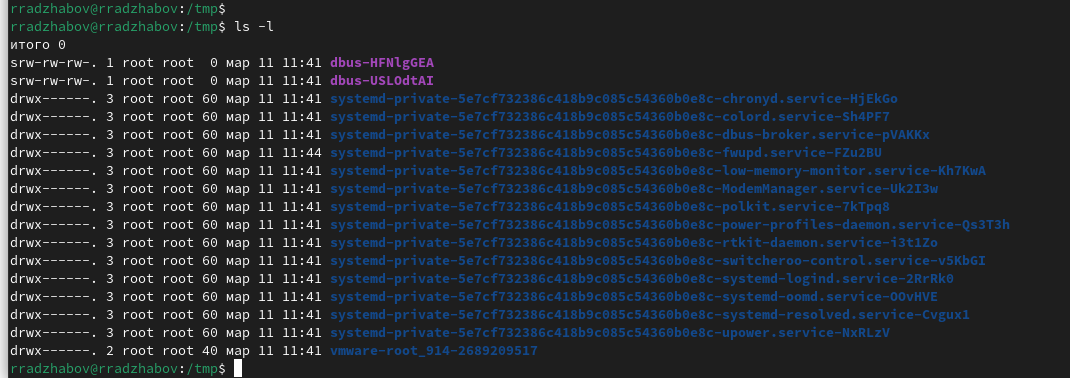 rradzhabov@rradzhabov:/tmp$
rradzhabov@rradzhabov:/tmp$ ls -l
итого 0
srw-rw-rw-. 1 root root  0 мар 11 11:41 dbus-HFNlgGEA
srw-rw-rw-. 1 root root  0 мар 11 11:41 dbus-USLOdtAI
drwx------. 3 root root 60 мар 11 11:41 systemd-private-5e7cf732386c418b9c085c54360b0e8c-chronyd.service-HjEkGo
drwx------. 3 root root 60 мар 11 11:41 systemd-private-5e7cf732386c418b9c085c54360b0e8c-colord.service-Sh4PF7
drwx------. 3 root root 60 мар 11 11:41 systemd-private-5e7cf732386c418b9c085c54360b0e8c-dbus-broker.service-pVAKKx
drwx------. 3 root root 60 мар 11 11:44 systemd-private-5e7cf732386c418b9c085c54360b0e8c-fwupd.service-FZu2BU
drwx------. 3 root root 60 мар 11 11:41 systemd-private-5e7cf732386c418b9c085c54360b0e8c-low-memory-monitor.service-Kh7KwA
drwx------. 3 root root 60 мар 11 11:41 systemd-private-5e7cf732386c418b9c085c54360b0e8c-ModemManager.service-Uk2I3w
drwx------. 3 root root 60 мар 11 11:41 systemd-private-5e7cf732386c418b9c085c54360b0e8c-polkit.service-7kTpq8
drwx------. 3 root root 60 мар 11 11:41 systemd-private-5e7cf732386c418b9c085c54360b0e8c-power-profiles-daemon.service-Qs3T3h
drwx------. 3 root root 60 мар 11 11:41 systemd-private-5e7cf732386c418b9c085c54360b0e8c-rtkit-daemon.service-i3t1Zo
drwx------. 3 root root 60 мар 11 11:41 systemd-private-5e7cf732386c418b9c085c54360b0e8c-switcheroo-control.service-v5KbGI
drwx------. 3 root root 60 мар 11 11:41 systemd-private-5e7cf732386c418b9c085c54360b0e8c-systemd-logind.service-2RrRk0
drwx------. 3 root root 60 мар 11 11:41 systemd-private-5e7cf732386c418b9c085c54360b0e8c-systemd-oomd.service-OOvHVE
drwx------. 3 root root 60 мар 11 11:41 systemd-private-5e7cf732386c418b9c085c54360b0e8c-systemd-resolved.service-Cvgux1
drwx------. 3 root root 60 мар 11 11:41 systemd-private-5e7cf732386c418b9c085c54360b0e8c-upower.service-NxRLzV
drwx------. 2 root root 40 мар 11 11:41 vmware-root_914-2689209517
rradzhabov@rradzhabov:/tmp$